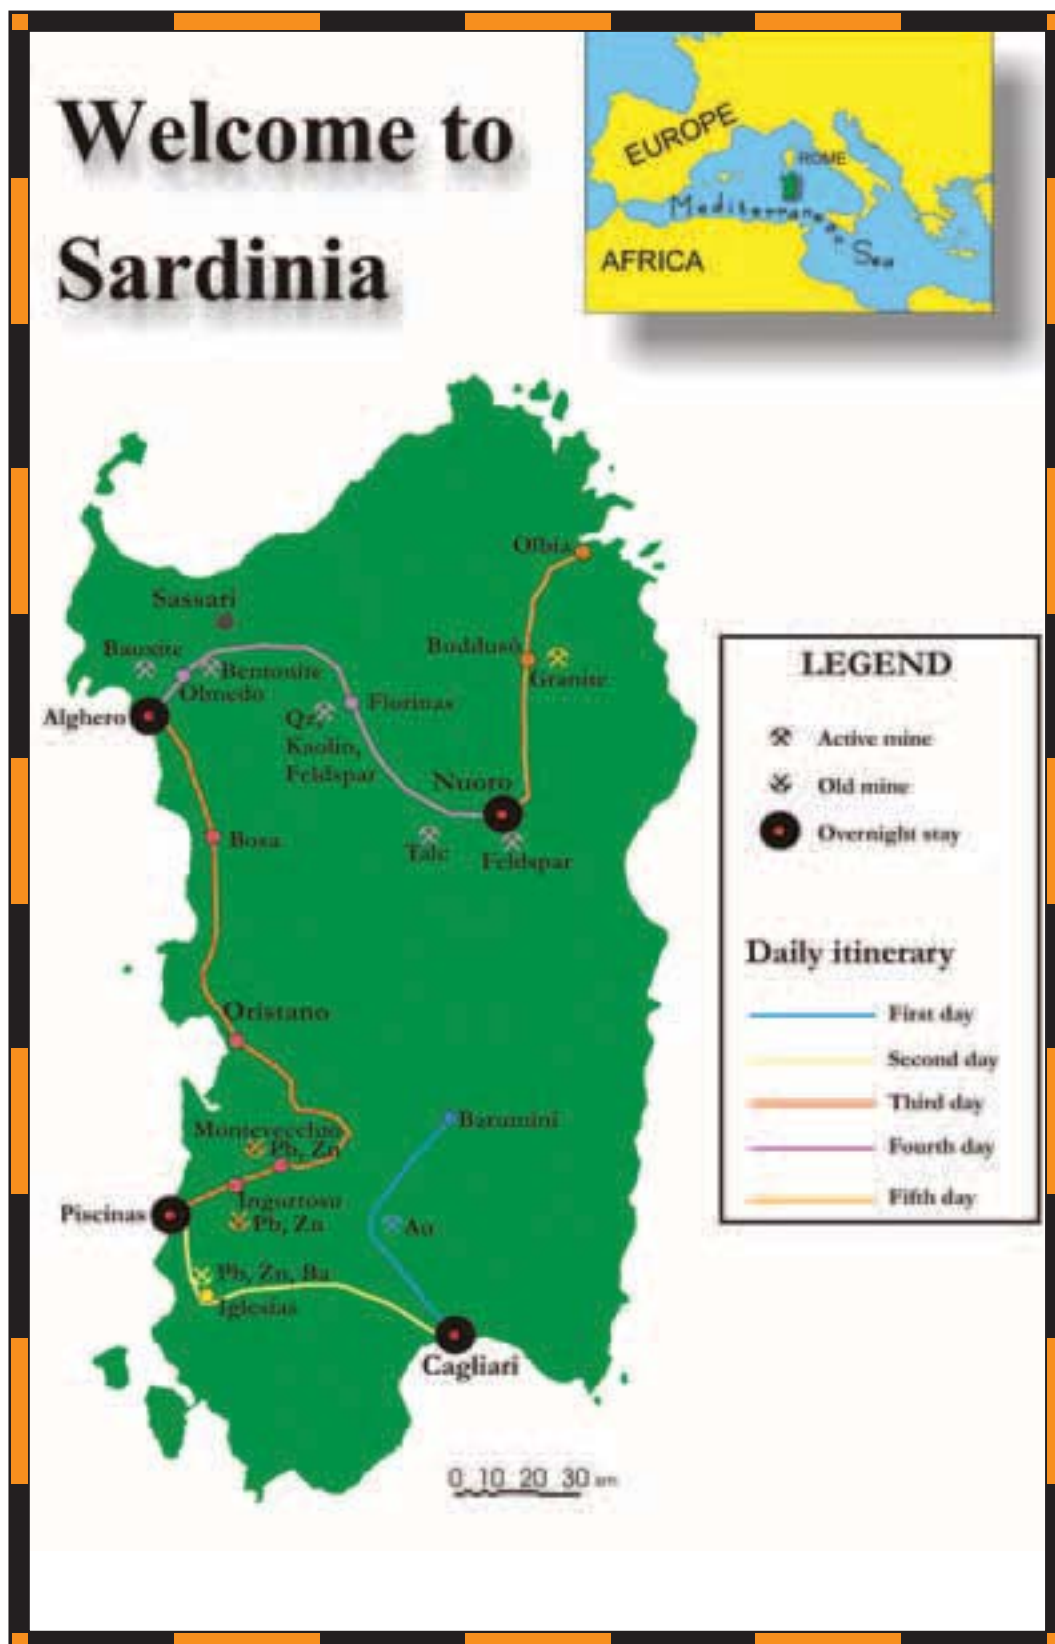 Welcome to
Sardinia
EUROPE
ROME
Mediterranean Sea
AFRICA
Olbia
Sassari
Bauxite
Buddusò
Bentonite
Granite
Olmedo
Alghero
Florinas
Qz,
Kaolin,
Feldspar
Nuoro
Bosa
Talc
Feldspar
Oristano
Barumini
Montevecchio
Pb, Zn
Ingurtosu
Piscinas
Pb, Zn
Au
Pb, Zn, Ba
Iglesias
Cagliari
0 10 20 30 km
LEGEND
Active mine
Old mine
Overnight stay
Daily itinerary
First day
Second day
Third day
Fourth day
Fifth day